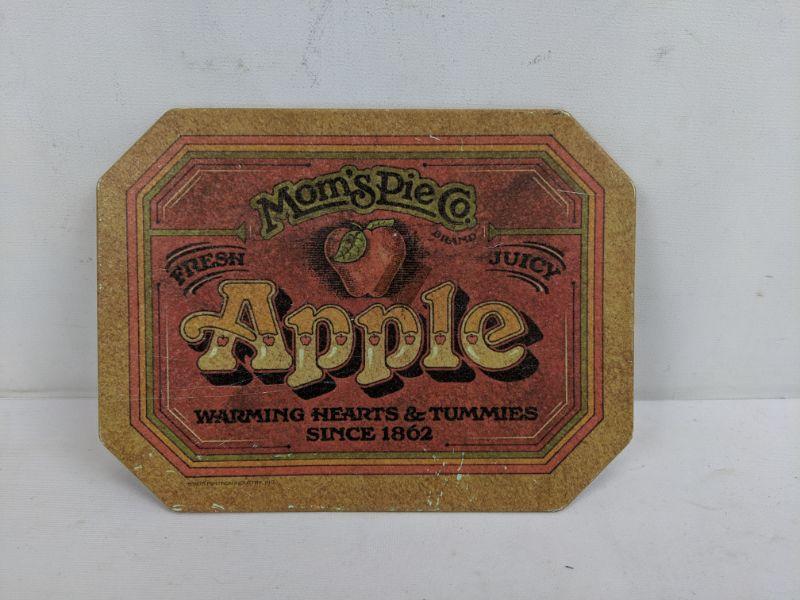 Mom's Pie Co.
BRAND
FRESH
JUICY
Apple
WARMING HEARTS & TUMMIES
SINCE 1862